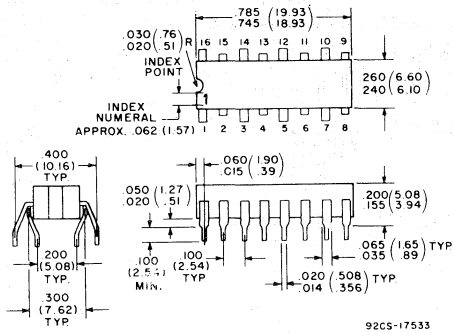 .785 (19.93)
.745 (18.93)
.030 (.76) R
.020 (.51)
16 15 14 13 12 11 10 9
INDEX
POINT
260 (6.60)
240 (6.10)
INDEX
NUMERAL
APPROX. .062 (1.57)
1
1 2 3 4 5 6 7 8
.400
(10.16)
TYP.
.060 (1.90)
.015 (.39)
.050 (1.27)
.020 (.51)
.200 (5.08)
.155 (3.94)
.200
(5.08)
TYP.
.100
(2.54)
MIN.
.100
(2.54)
TYP
.065 (1.65) TYP
.035 (.89)
.020 (.508) TYP.
.014 (.356)
.300
(7.62)
TYP.
92CS-17533